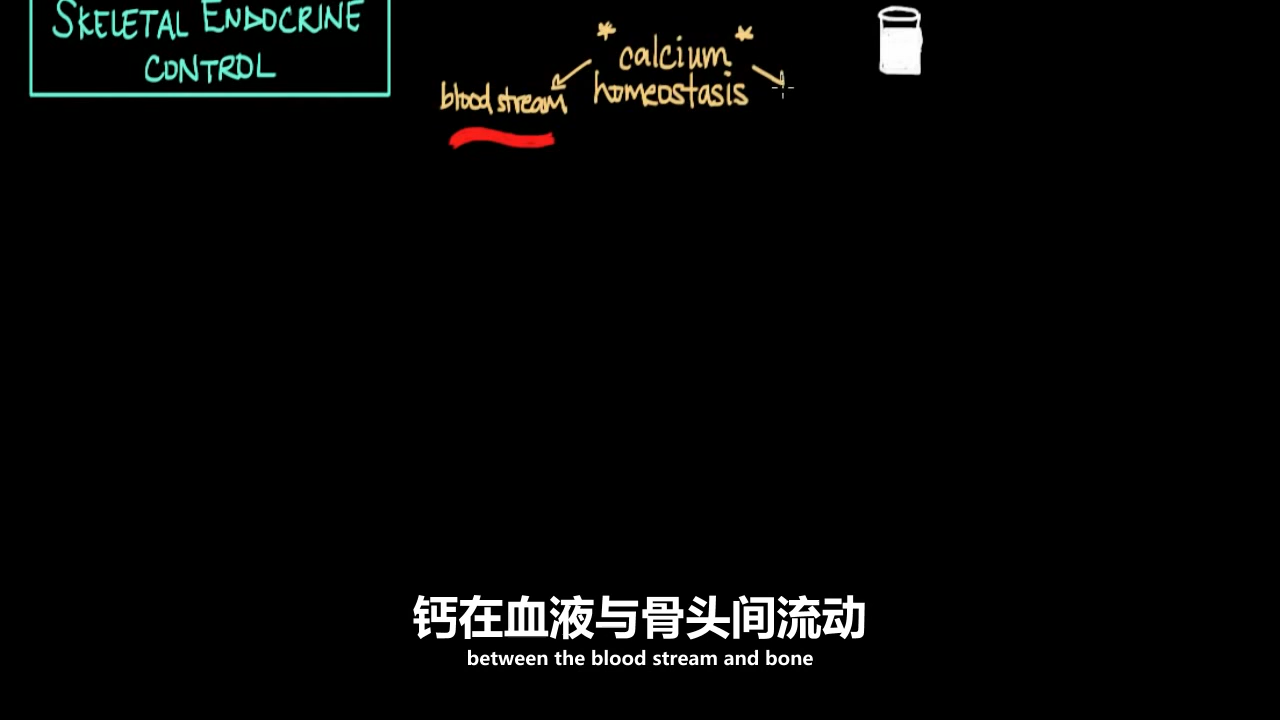 SKELETAL ENDOCRINE
CONTROL
* calcium *
homeostasis
blood stream
钙在血液与骨头间流动
between the blood stream and bone